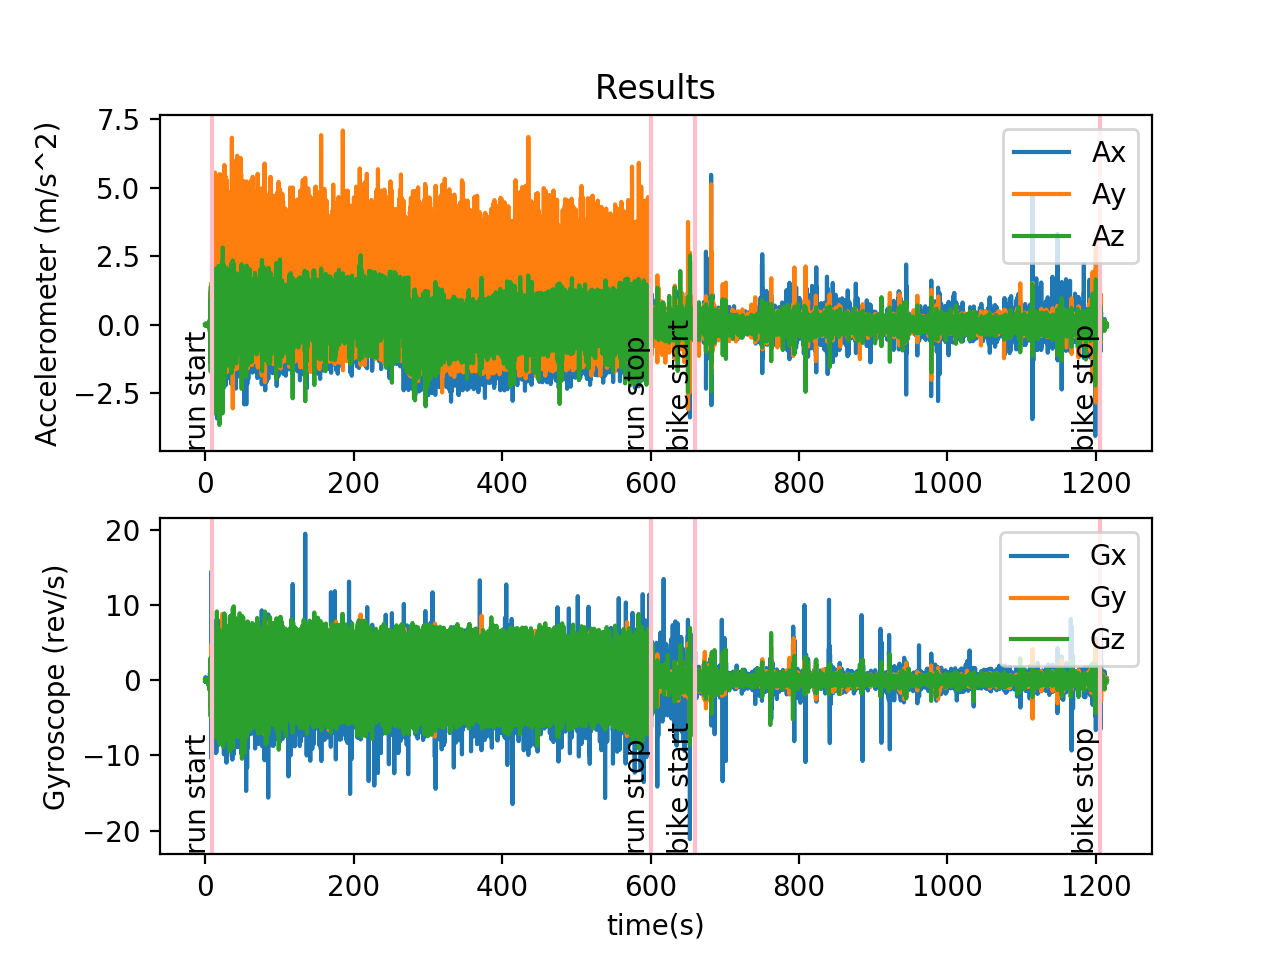 Results
Accelerometer (m/s^2)
7.5
5.0
2.5
0.0
−2.5
run start
run stop
bike start
bike stop
Ax
Ay
Az
0 200 400 600 800 1000 1200
Gyroscope (rev/s)
20
10
0
−10
−20
run start
run stop
bike start
bike stop
Gx
Gy
Gz
0 200 400 600 800 1000 1200
time(s)